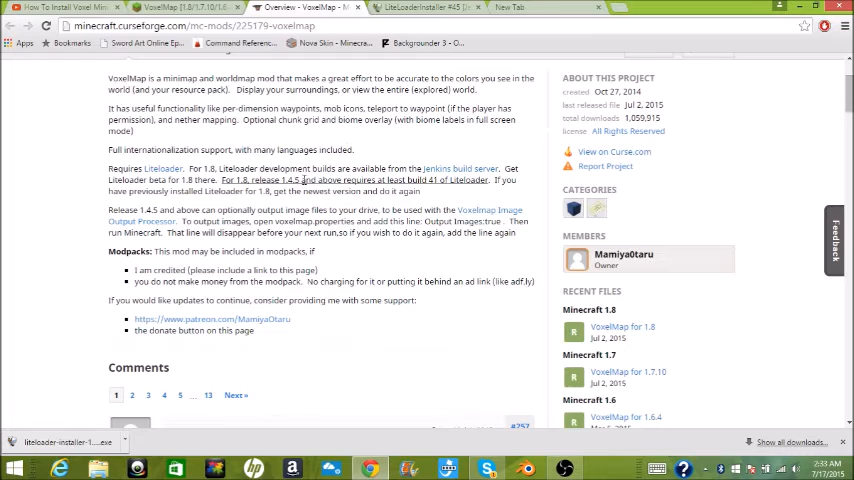 How To Install Voxel Mini
VoxelMap [1.8/1.7.10/1.6
Overview - VoxelMap - M
LiteLoaderInstaller #45 [Je
New Tab
minecraft.curseforge.com/mc-mods/225179-voxelmap
Apps
Bookmarks
Sword Art Online Ep...
Command Referenc...
Nova Skin - Minecra...
Backgrounder 3 - O...
VoxelMap is a minimap and worldmap mod that makes a great effort to be accurate to the colors you see in the
world (and your resource pack). Display your surroundings, or view the entire (explored) world.
It has useful functionality like per-dimension waypoints, mob icons, teleport to waypoint (if the player has
permission), and nether mapping. Optional chunk grid and biome overlay (with biome labels in full screen
mode)
Full internationalization support, with many languages included.
Requires Liteloader. For 1.8, Liteloader development builds are available from the Jenkins build server. Get
Liteloader beta for 1.8 there. For 1.8, release 1.4.5 and above requires at least build 41 of Liteloader. If you
have previously installed Liteloader for 1.8, get the newest version and do it again
Release 1.4.5 and above can optionally output image files to your drive, to be used with the Voxelmap Image
Output Processor. To output images, open voxelmap.properties and add this line: Output Images:true . Then
run Minecraft. That line will disappear before your next run,so if you wish to do it again, add the line again
Modpacks: This mod may be included in modpacks, if
I am credited (please include a link to this page)
you do not make money from the modpack. No charging for it or putting it behind an ad link (like adf.ly)
If you would like updates to continue, consider providing me with some support:
https://www.patreon.com/MamiyaOtaru
the donate button on this page
Comments
1 2 3 4 5 ... 13 Next »
#257
ABOUT THIS PROJECT
created Oct 27, 2014
last released file Jul 2, 2015
total downloads 1,059,915
license All Rights Reserved
View on Curse.com
Report Project
CATEGORIES
MEMBERS
Mamiya0taru
Owner
RECENT FILES
Minecraft 1.8
R VoxelMap for 1.8
Jul 2, 2015
Minecraft 1.7
R VoxelMap for 1.7.10
Jul 2, 2015
Minecraft 1.6
R VoxelMap for 1.6.4
Feedback
liteloader-installer-1....exe
Show all downloads...
2:33 AM
7/17/2015